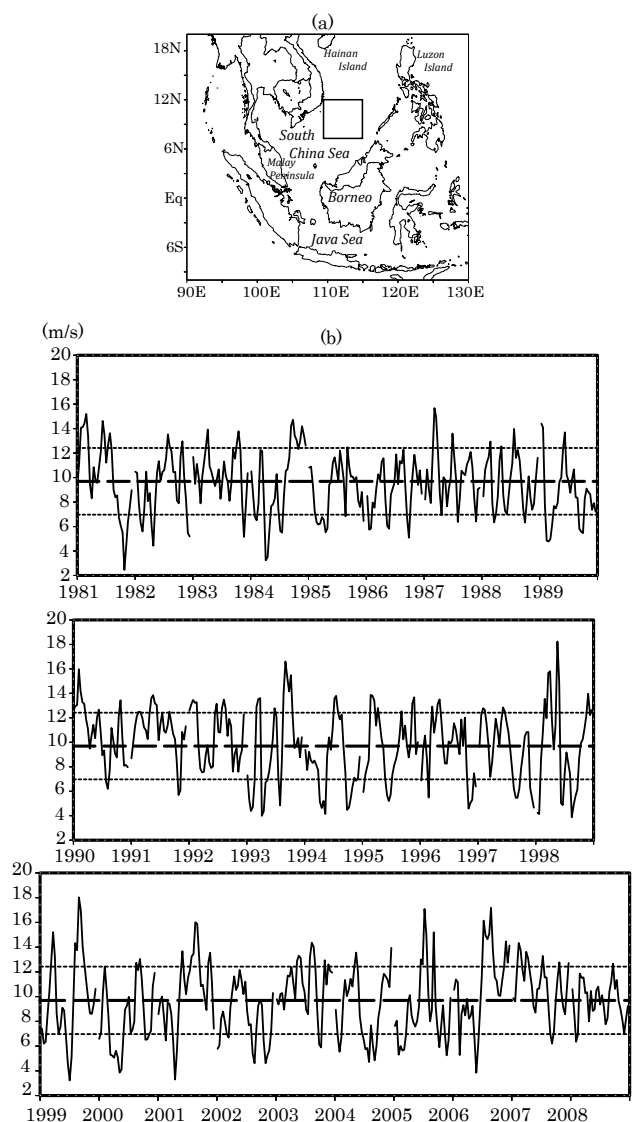 (a)
18N
12N
6N
Eq
6S
Hainan
Island
Luzon
Island
South
China Sea
Malay
Peninsula
Borneo
Java Sea
90E 100E 110E 120E 130E
(m/s)
(b)
20
18
16
14
12
10
8
6
4
2
1981 1982 1983 1984 1985 1986 1987 1988 1989
20
18
16
14
12
10
8
6
4
2
1990 1991 1992 1993 1994 1995 1996 1997 1998
20
18
16
14
12
10
8
6
4
2
1999 2000 2001 2002 2003 2004 2005 2006 2007 2008